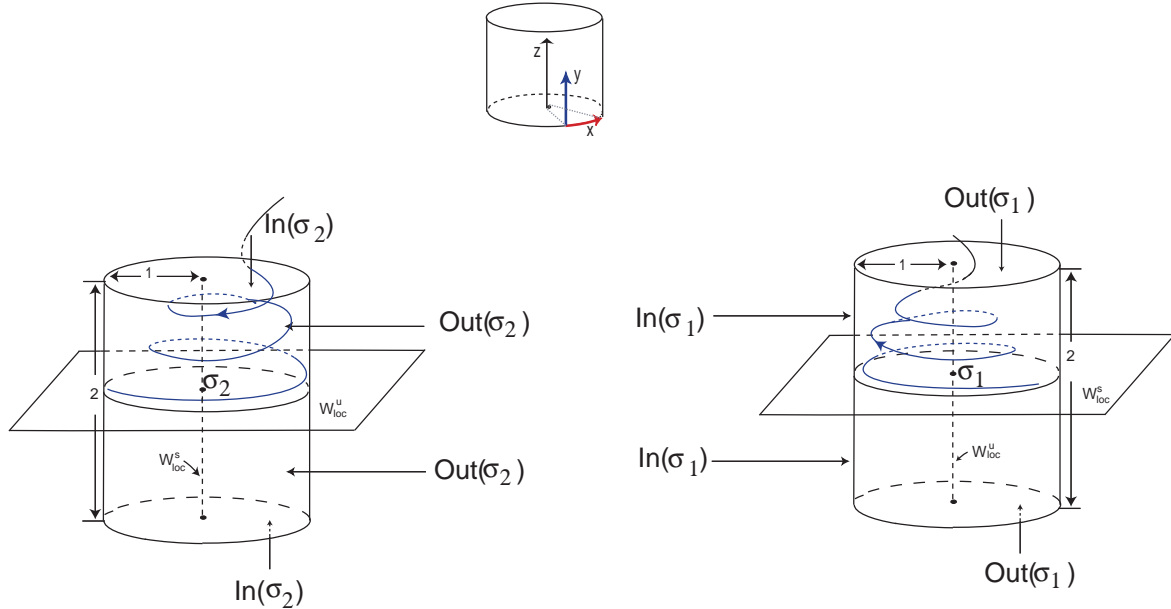 z
y
x
In(σ₂)
1
Out(σ₂)
σ₂
2
W^u_loc
W^s_loc
Out(σ₂)
In(σ₂)
Out(σ₁)
1
In(σ₁)
2
σ₁
W^s_loc
In(σ₁)
W^u_loc
Out(σ₁)